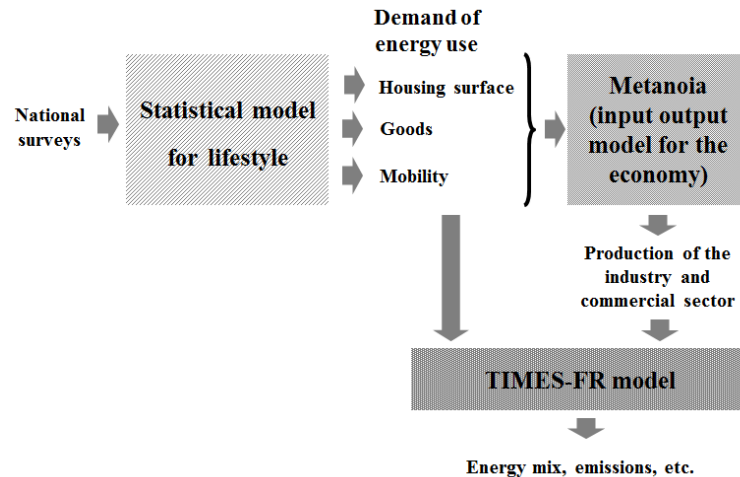 National
surveys
Statistical model
for lifestyle
Demand of
energy use
Housing surface
Goods
Mobility
Metanoia
(input output
model for the
economy)
Production of the
industry and
commercial sector
TIMES-FR model
Energy mix, emissions, etc.